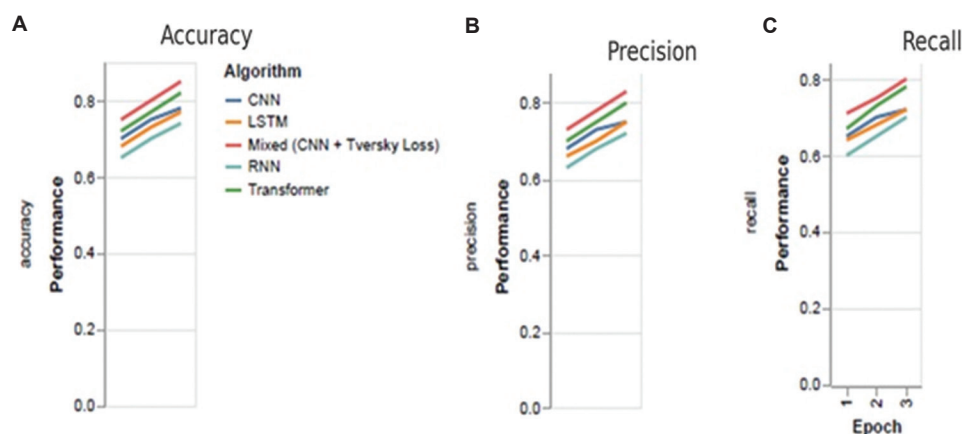 A
Accuracy
accuracy
Performance
0.8
0.6
0.4
0.2
0.0
Algorithm
CNN
LSTM
Mixed (CNN + Tversky Loss)
RNN
Transformer
B
Precision
precision
Performance
0.8
0.6
0.4
0.2
0.0
C
Recall
recall
Performance
0.8
0.6
0.4
0.2
0.0
1
2
3
Epoch